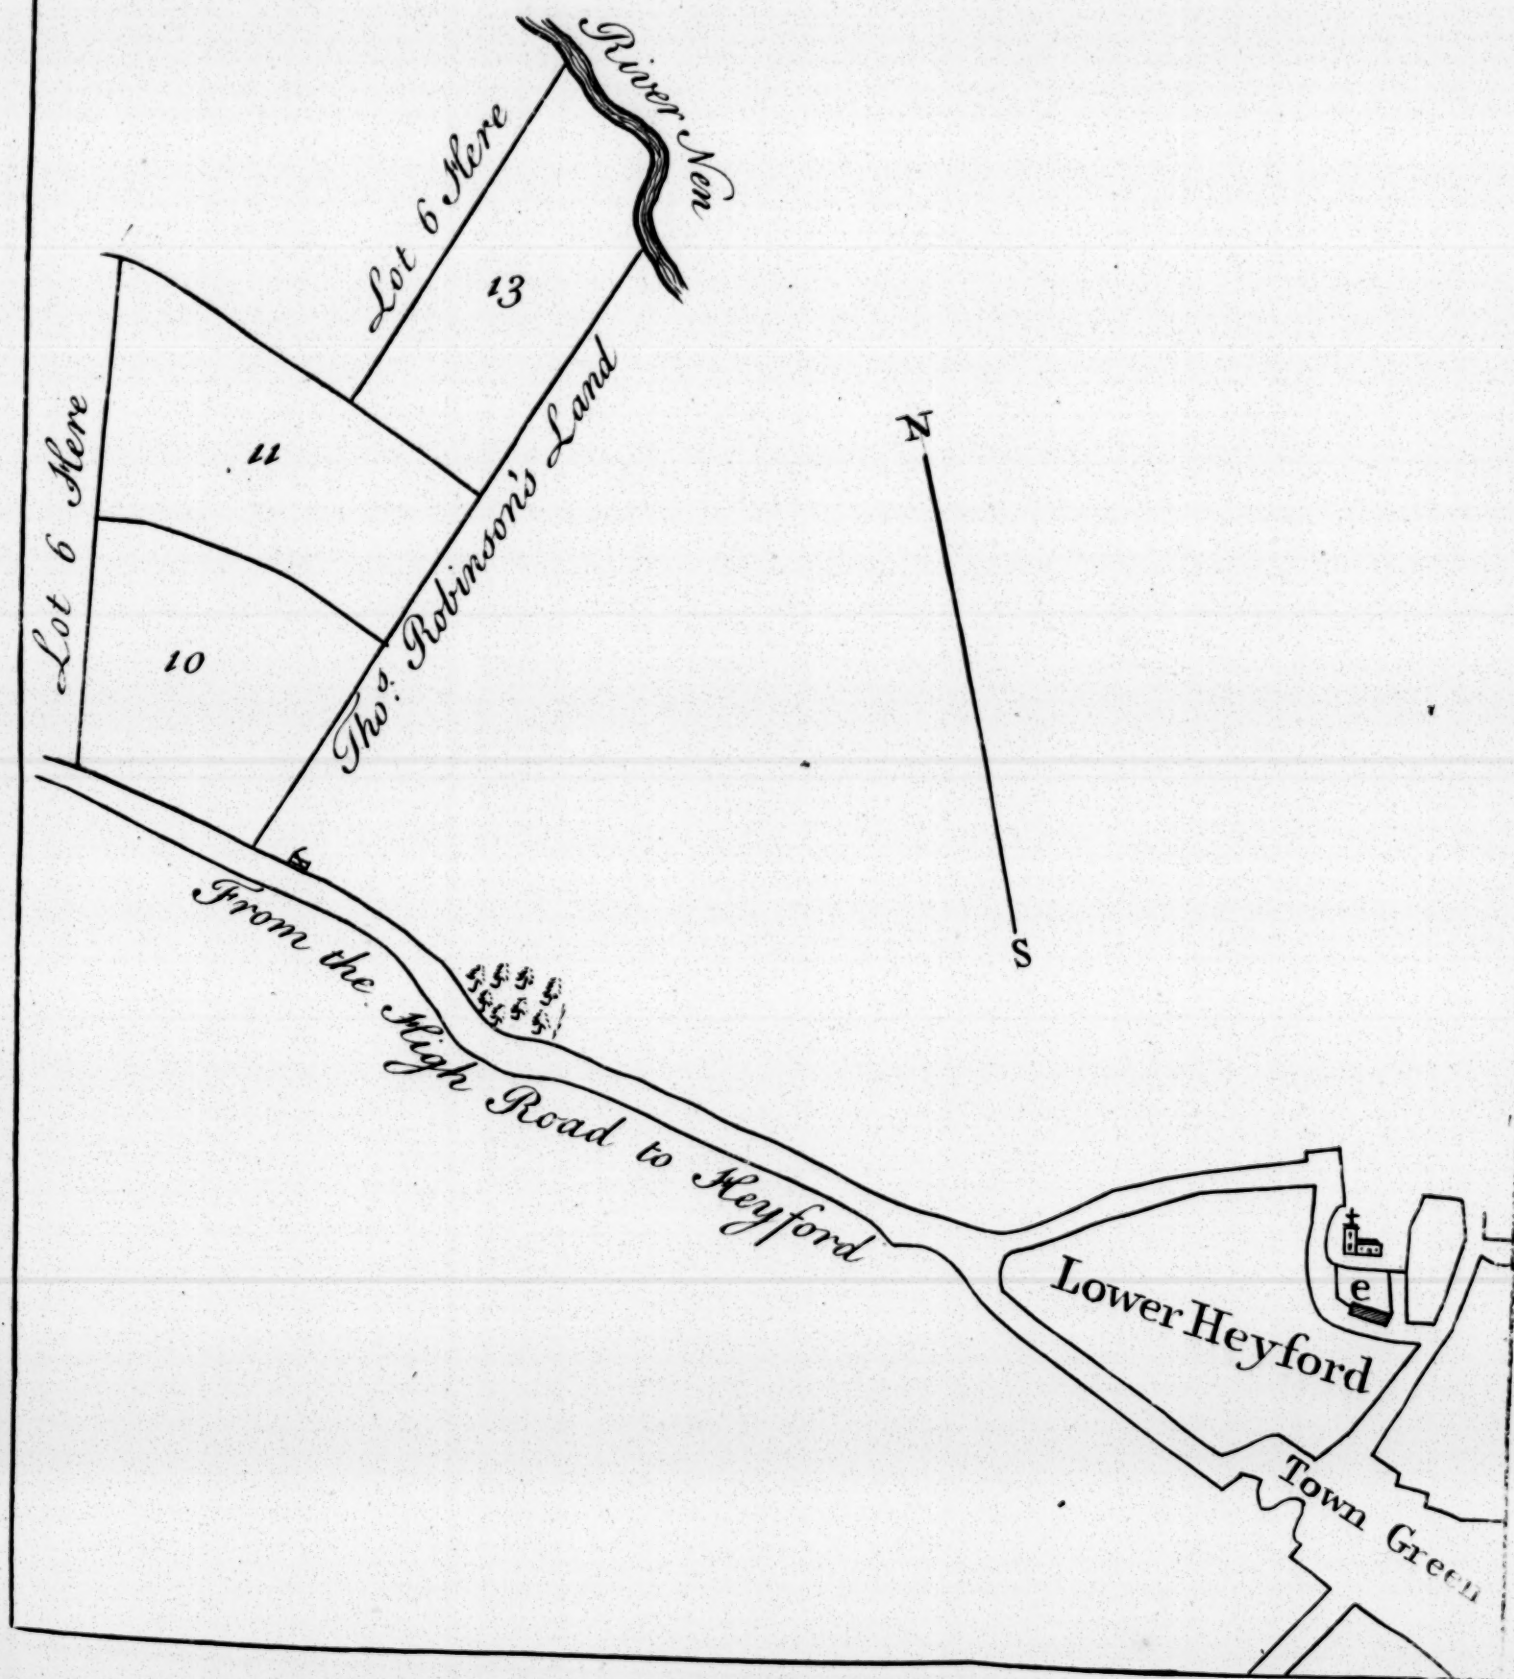 River Nen
Lot 6 Here
13
Lot 6 Here
11
10
Thos. Robinson's Land
N
S
From the High Road to Heyford
Lower Heyford
e
Town Green